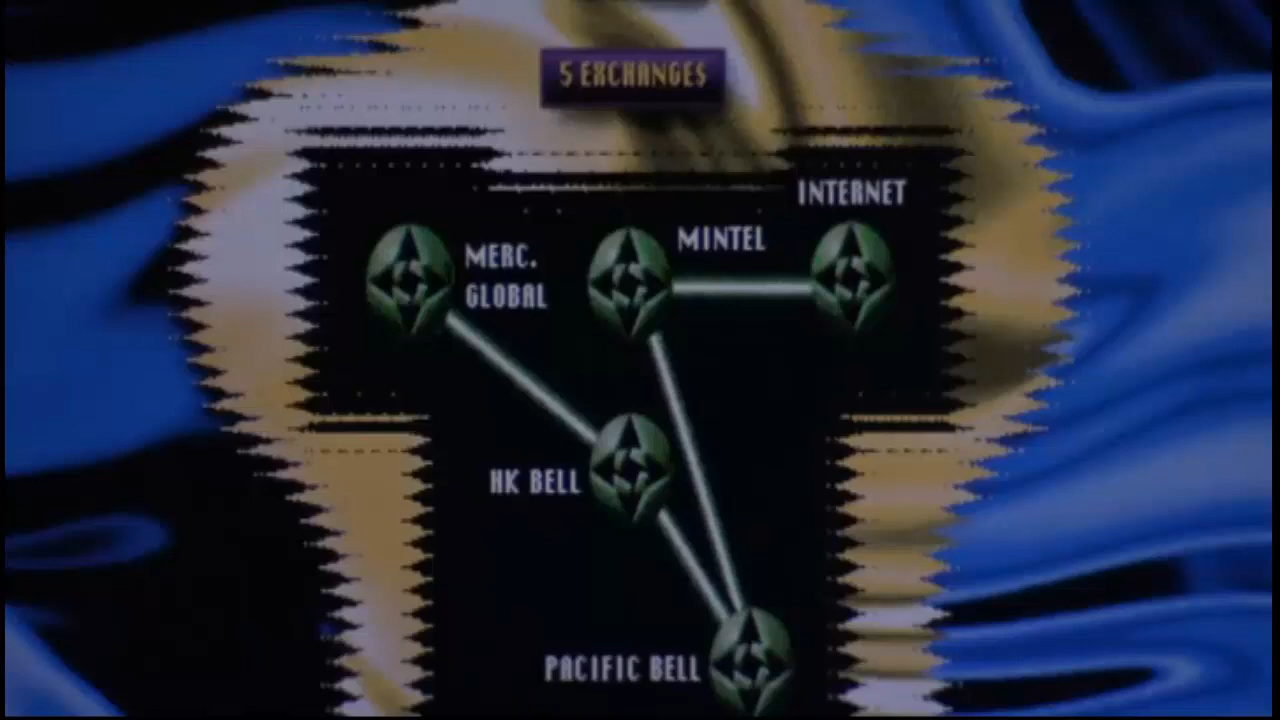 5 EXCHANGES
INTERNET
MINTEL
MERC.
GLOBAL
HK BELL
PACIFIC BELL